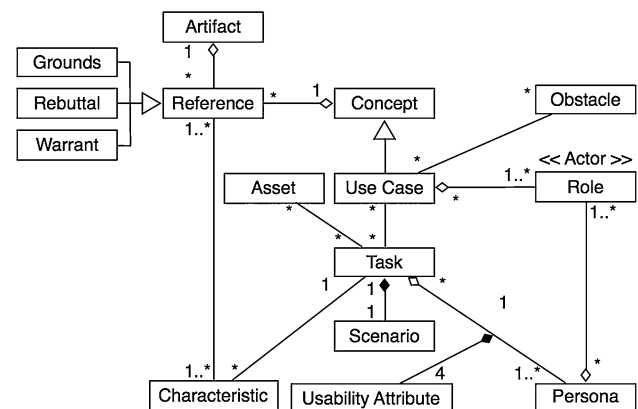 Artifact
1
*
Grounds
Rebuttal
Warrant
Reference
*
1
Concept
Obstacle
*
1..*
<< Actor >>
Asset
Use Case
*
1..*
*
Role
*
*
1..*
*
*
Task
1
1
*
1
1
Scenario
1..*
*
4
1..*
*
Characteristic
Usability Attribute
Persona